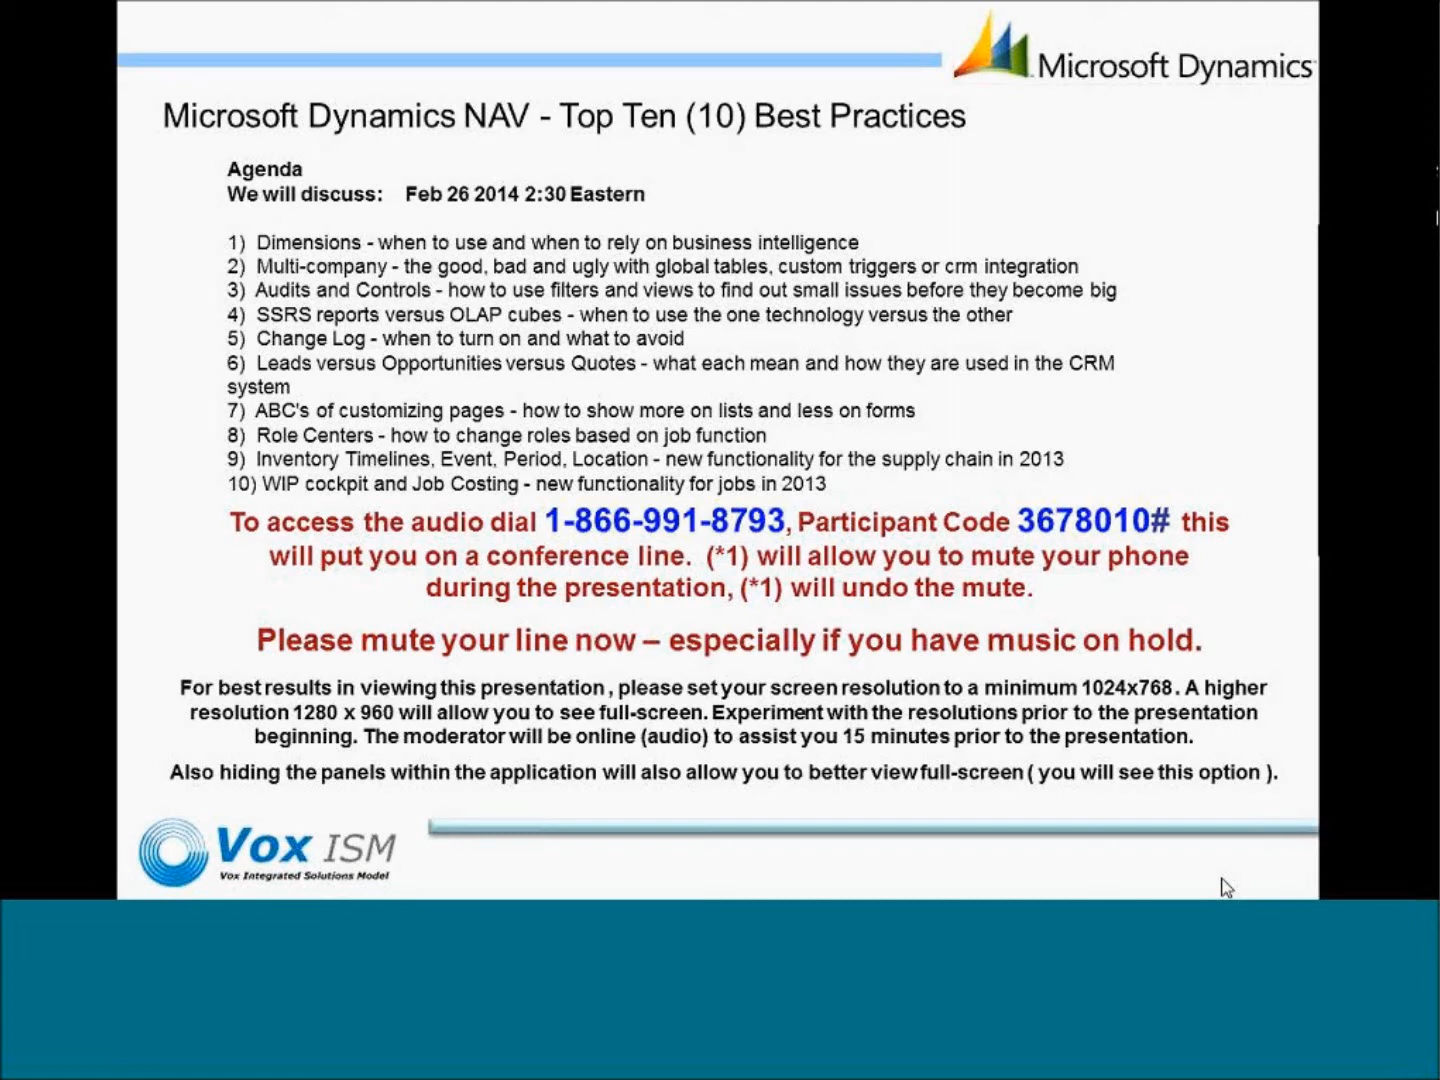 Microsoft Dynamics
Microsoft Dynamics NAV - Top Ten (10) Best Practices
Agenda
We will discuss: Feb 26 2014 2:30 Eastern
1) Dimensions - when to use and when to rely on business intelligence
2) Multi-company - the good, bad and ugly with global tables, custom triggers or crm integration
3) Audits and Controls - how to use filters and views to find out small issues before they become big
4) SSRS reports versus OLAP cubes - when to use the one technology versus the other
5) Change Log - when to turn on and what to avoid
6) Leads versus Opportunities versus Quotes - what each mean and how they are used in the CRM
system
7) ABC's of customizing pages - how to show more on lists and less on forms
8) Role Centers - how to change roles based on job function
9) Inventory Timelines, Event, Period, Location - new functionality for the supply chain in 2013
10) WIP cockpit and Job Costing - new functionality for jobs in 2013
To access the audio dial 1-866-991-8793, Participant Code 3678010# this
will put you on a conference line. (*1) will allow you to mute your phone
during the presentation, (*1) will undo the mute.
Please mute your line now – especially if you have music on hold.
For best results in viewing this presentation, please set your screen resolution to a minimum 1024x768. A higher
resolution 1280 x 960 will allow you to see full-screen. Experiment with the resolutions prior to the presentation
beginning. The moderator will be online (audio) to assist you 15 minutes prior to the presentation.
Also hiding the panels within the application will also allow you to better view full-screen ( you will see this option ).
Vox ISM
Vox Integrated Solutions Model